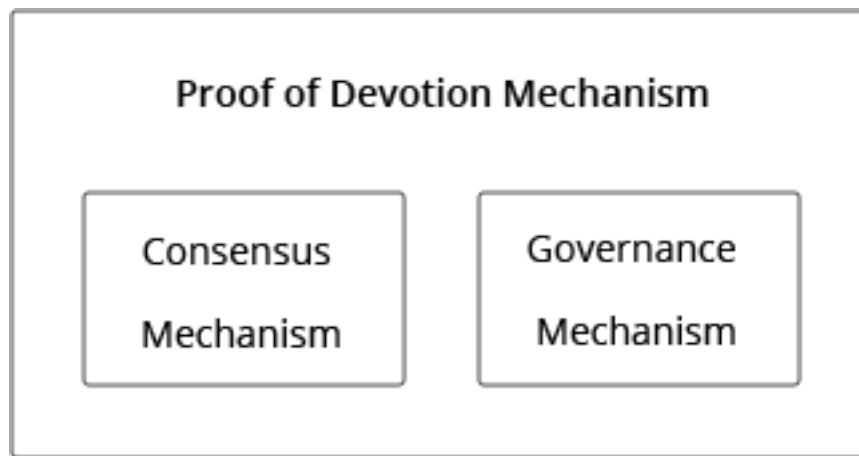 Proof of Devotion Mechanism
Consensus
Mechanism
Governance
Mechanism